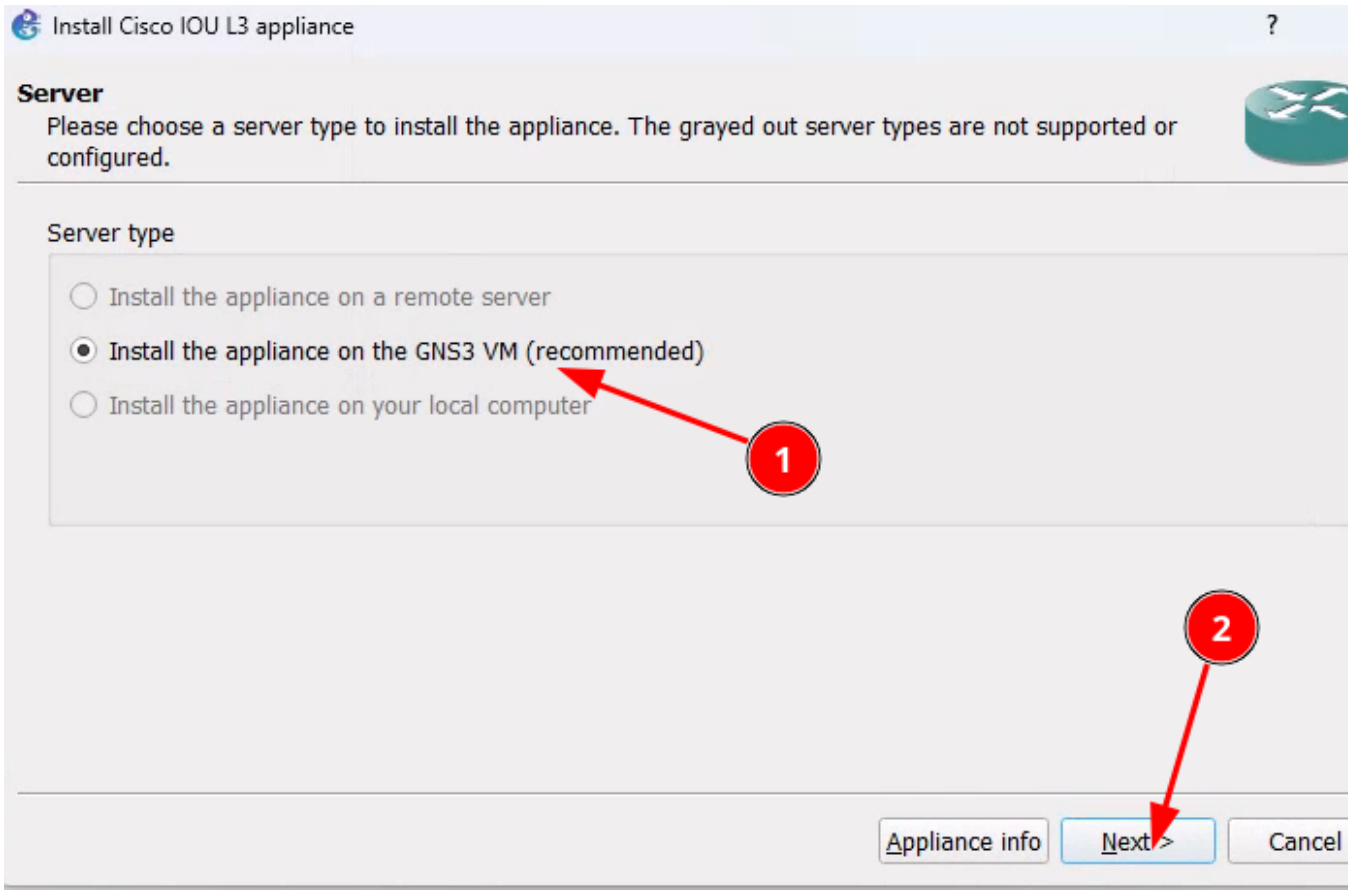 Install Cisco IOU L3 appliance ?
Server
Please choose a server type to install the appliance. The grayed out server types are not supported or
configured.
Server type
Install the appliance on a remote server
Install the appliance on the GNS3 VM (recommended)
Install the appliance on your local computer
1
2
Appliance info Next > Cancel